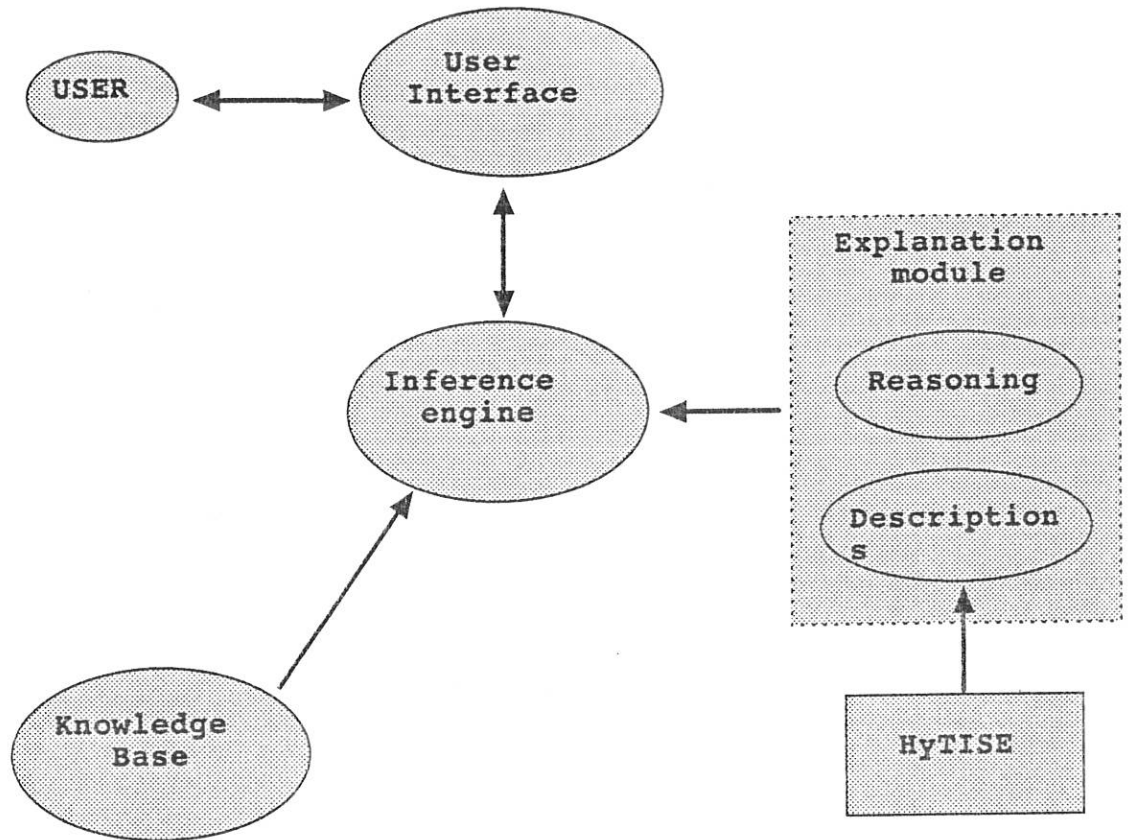 USER
User
Interface
Explanation
module
Reasoning
Description
s
Inference
engine
Knowledge
Base
HyTISE